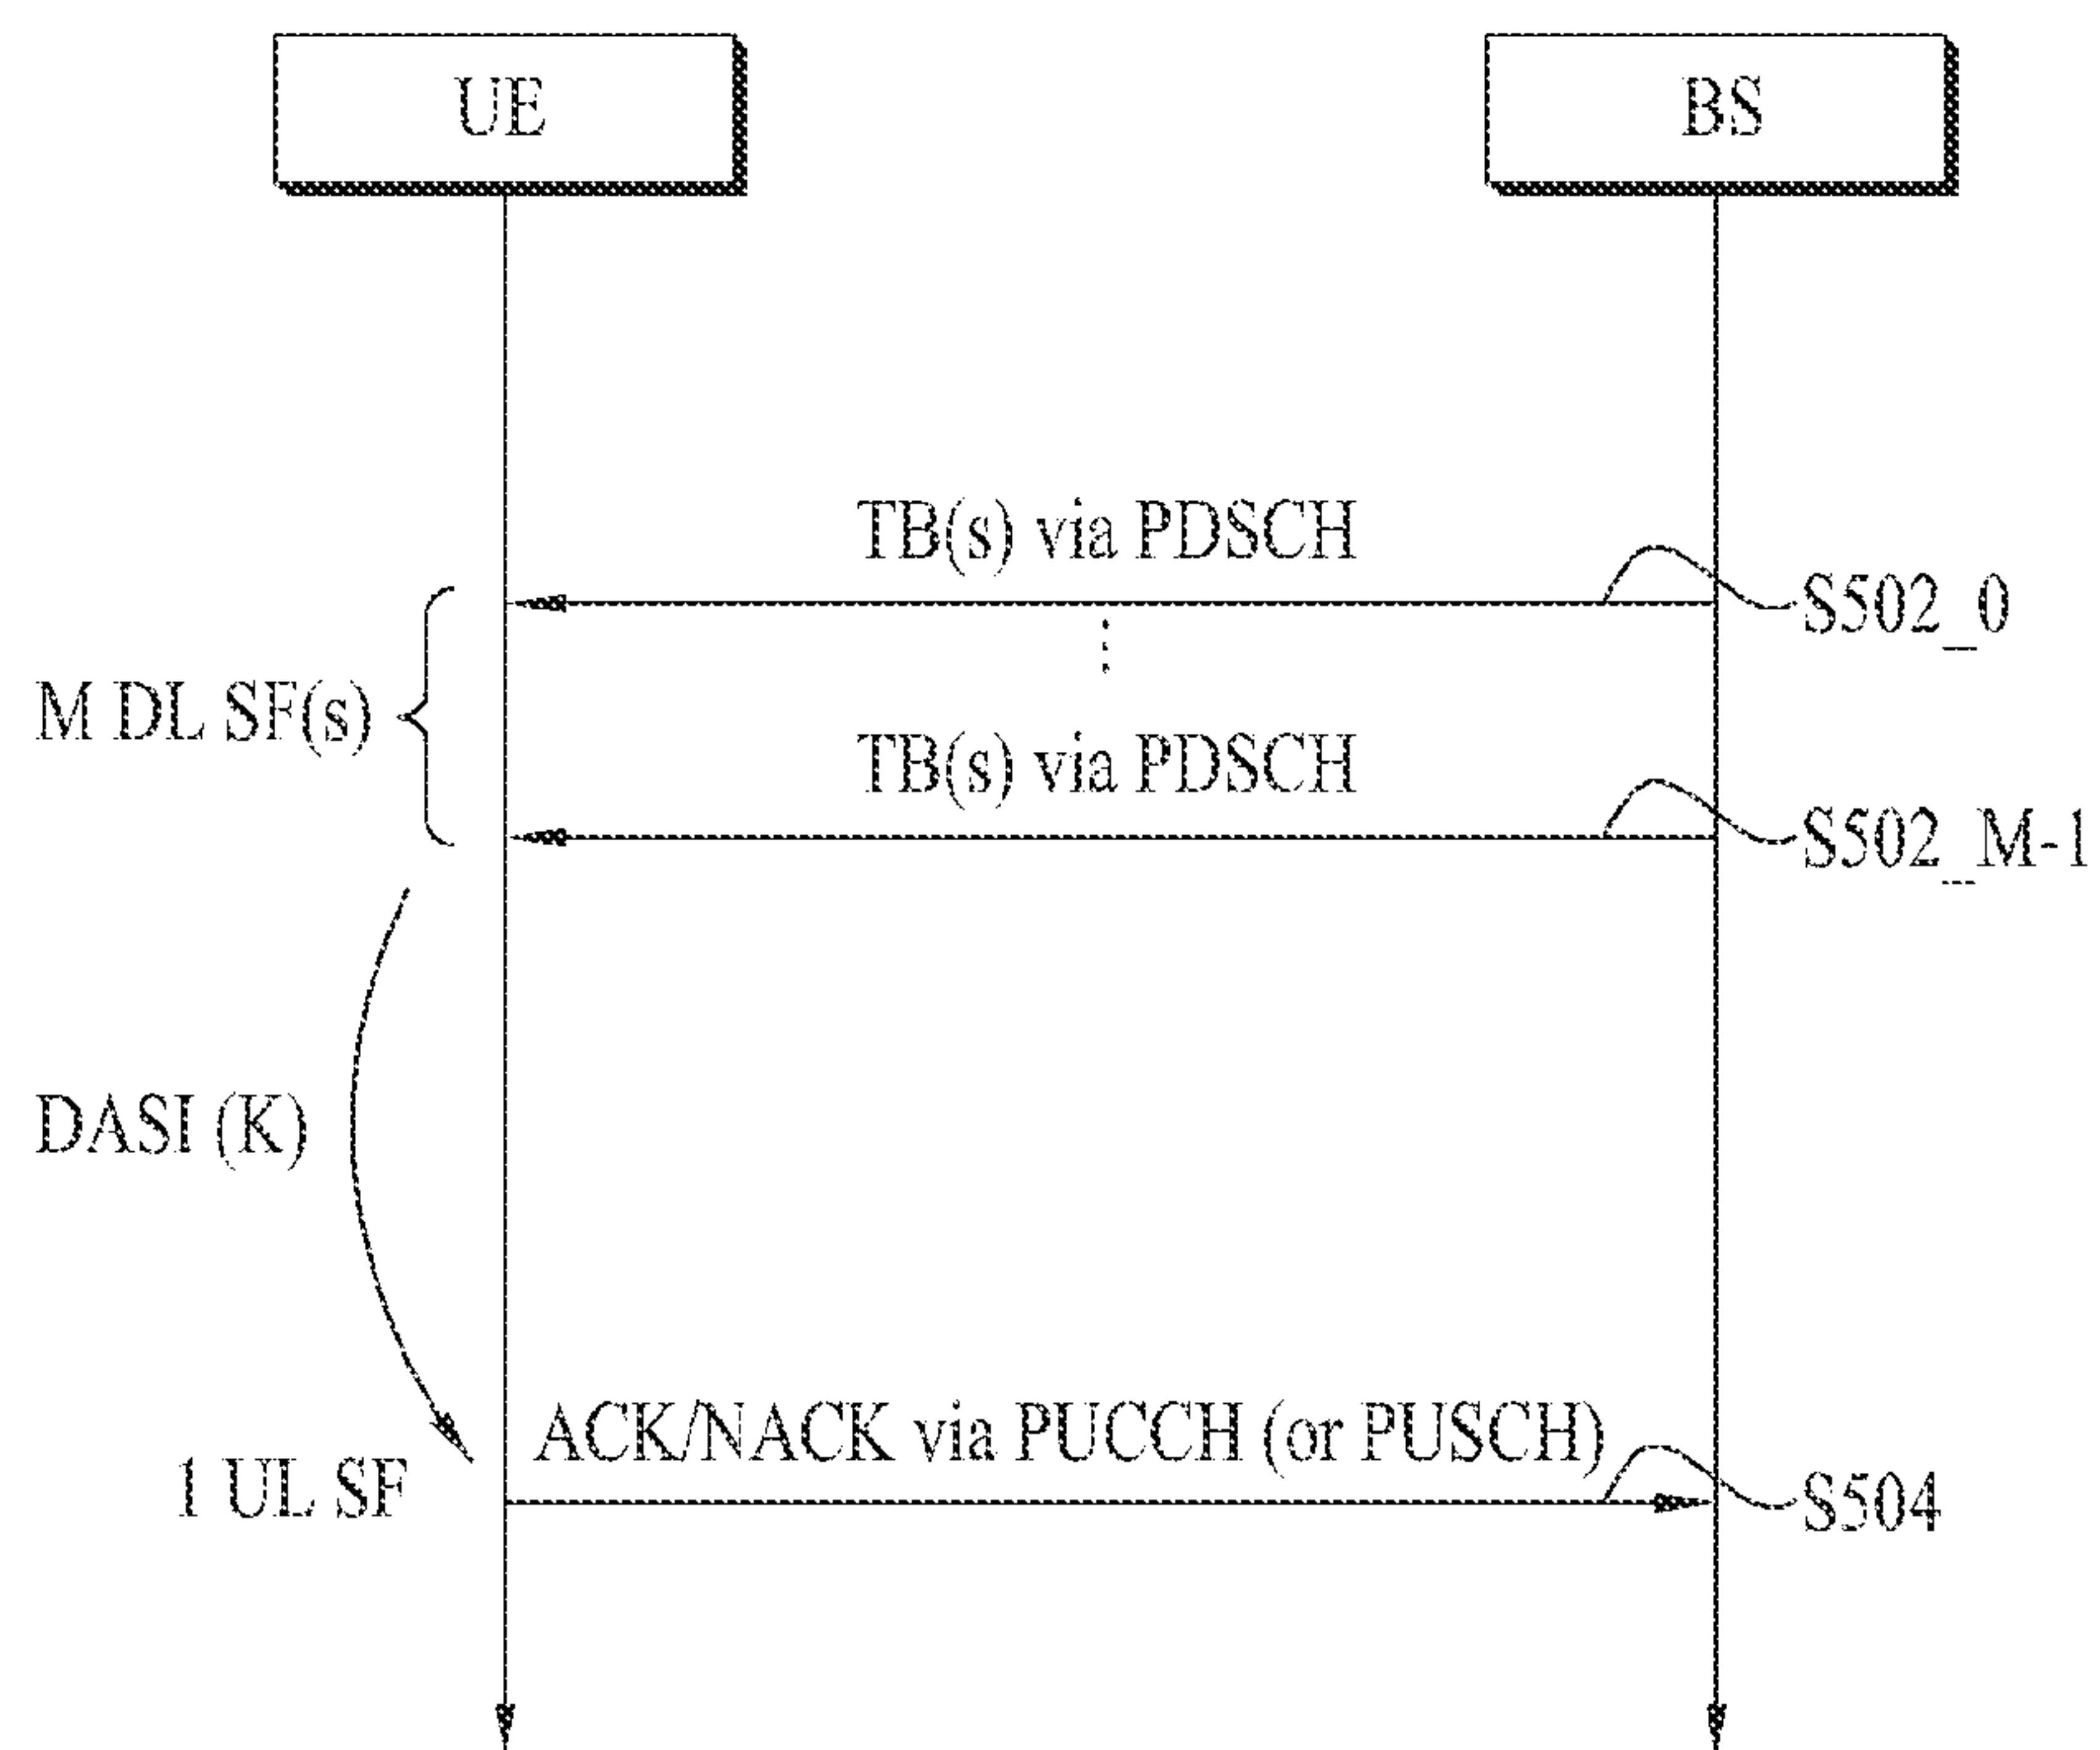 UE
BS
TB(s) via PDSCH
S502_0
M DL SF(s)
TB(s) via PDSCH
S502_M-1
DASI (K)
ACK/NACK via PUCCH (or PUSCH)
1 UL SF
S504